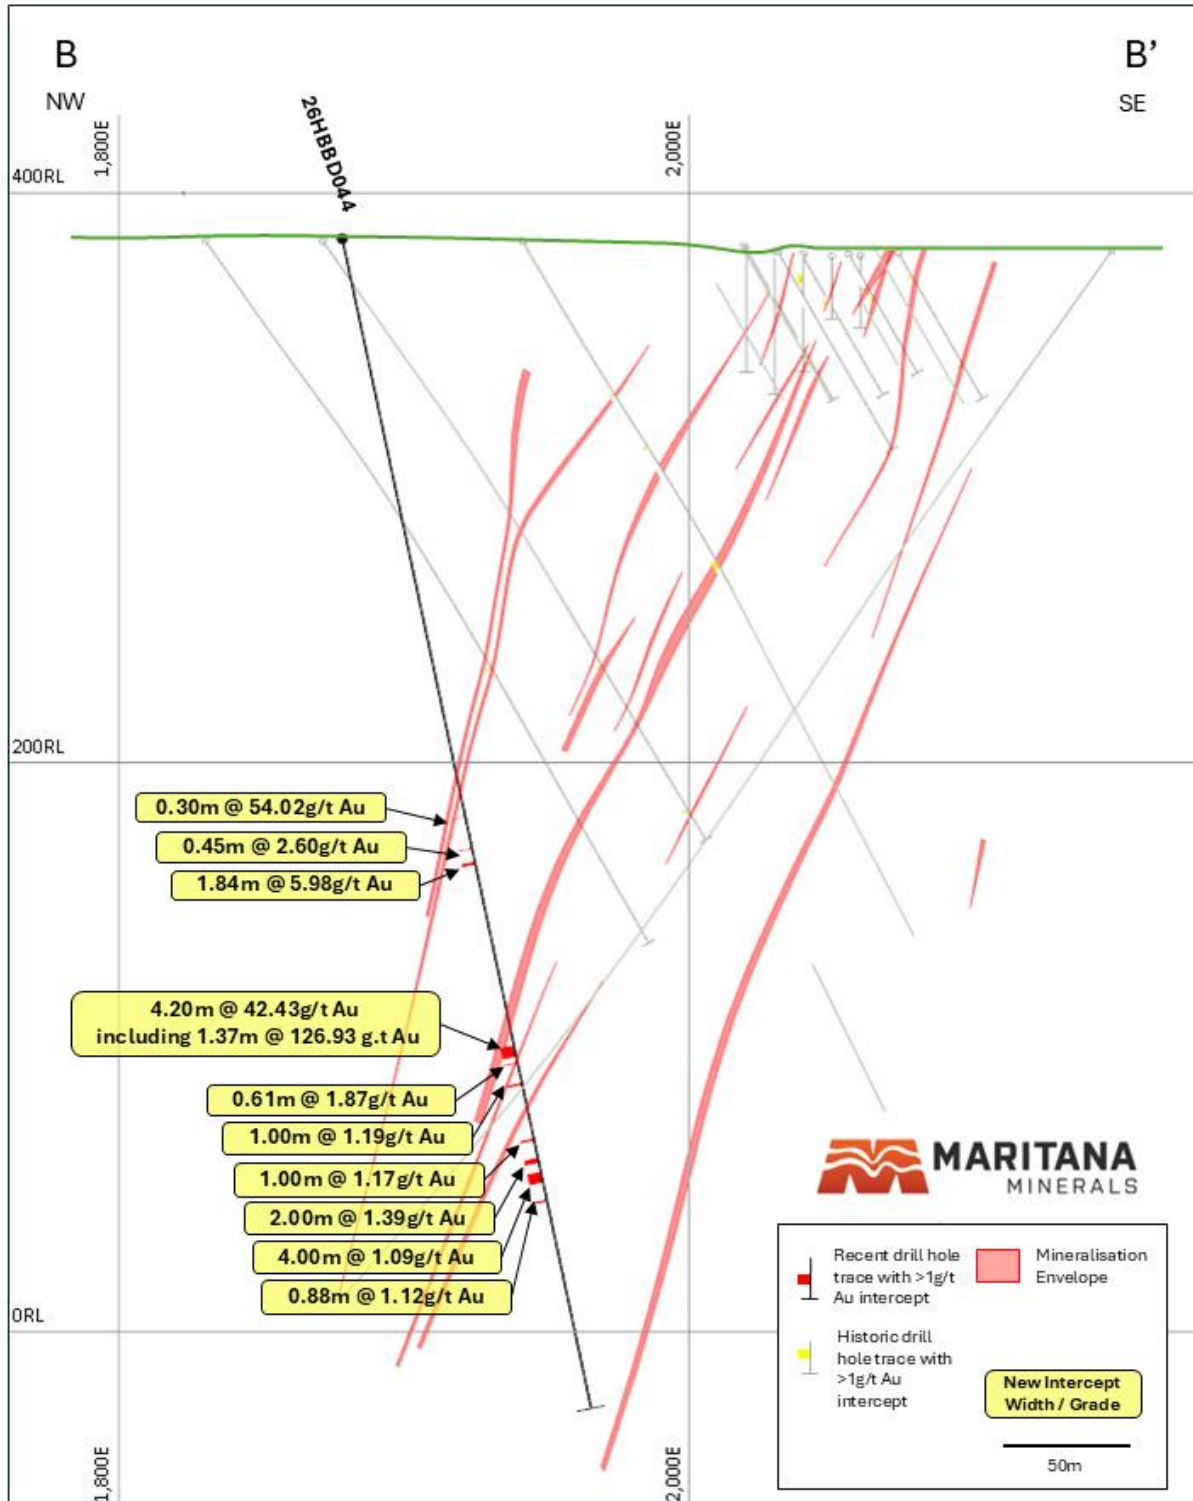 B
B’
NW
SE
26HBBD044
1,800E
2,000E
400RL
200RL
0.30m @ 54.02g/t Au
0.45m @ 2.60g/t Au
1.84m @ 5.98g/t Au
4.20m @ 42.43g/t Au
including 1.37m @ 126.93 g.t Au
0.61m @ 1.87g/t Au
1.00m @ 1.19g/t Au
1.00m @ 1.17g/t Au
2.00m @ 1.39g/t Au
4.00m @ 1.09g/t Au
0.88m @ 1.12g/t Au
0RL
1,800E
2,000E
MARITANA
MINERALS
Recent drill hole
trace with >1g/t
Au intercept
Mineralisation
Envelope
Historic drill
hole trace with
>1g/t Au
intercept
New Intercept
Width / Grade
50m